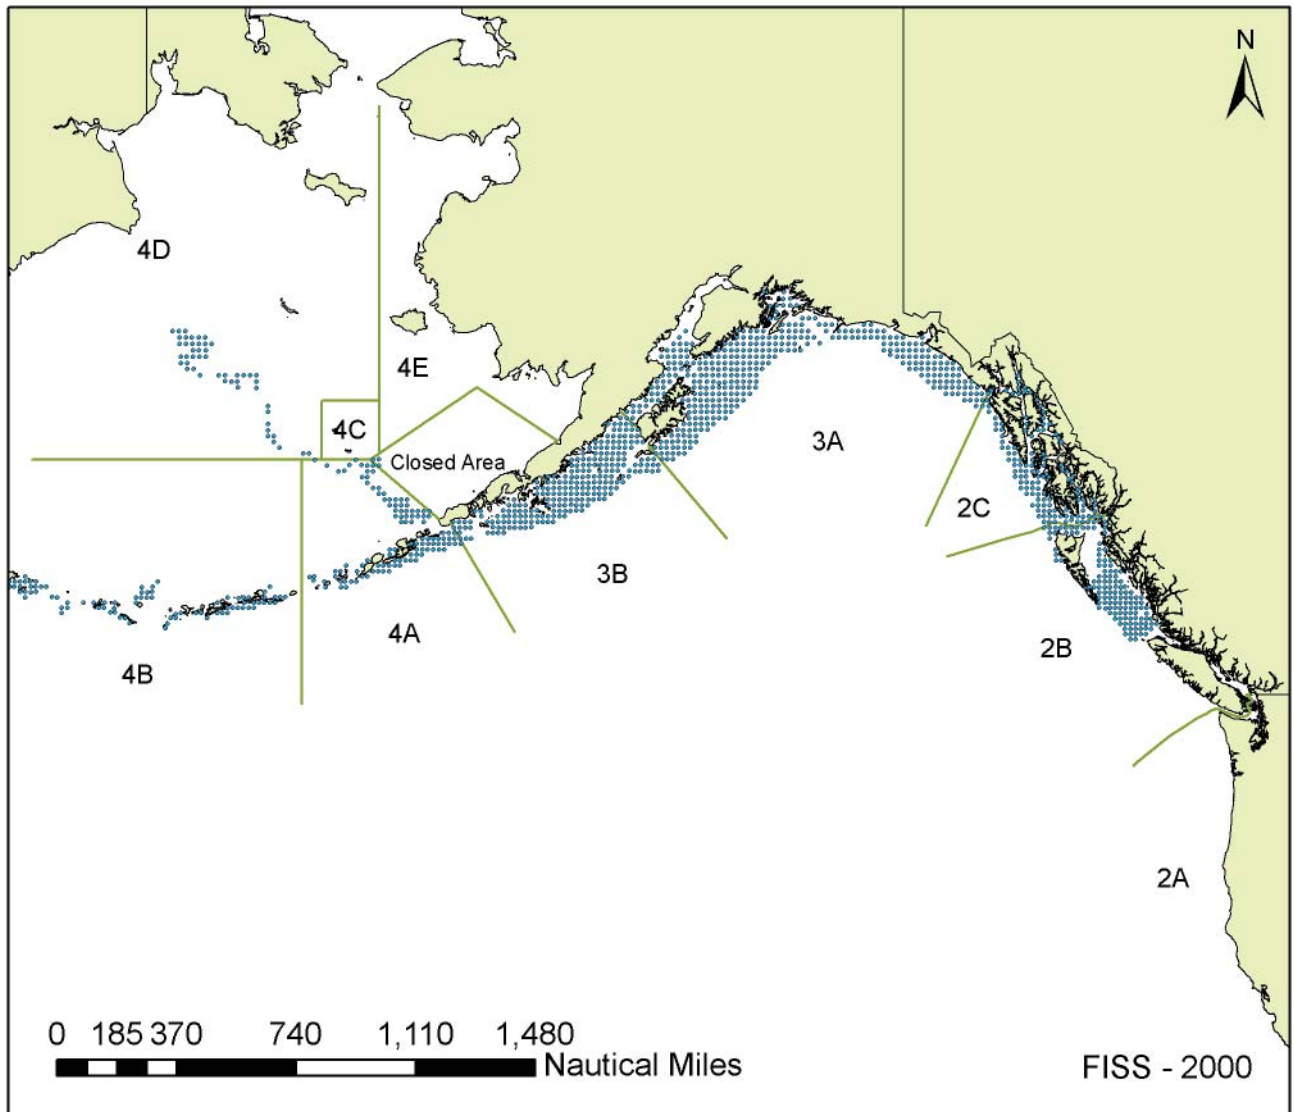 N
4D
4E
4C
Closed Area
3A
2C
3B
4A
2B
4B
2A
0 185 370 740 1,110 1,480
Nautical Miles
FISS - 2000